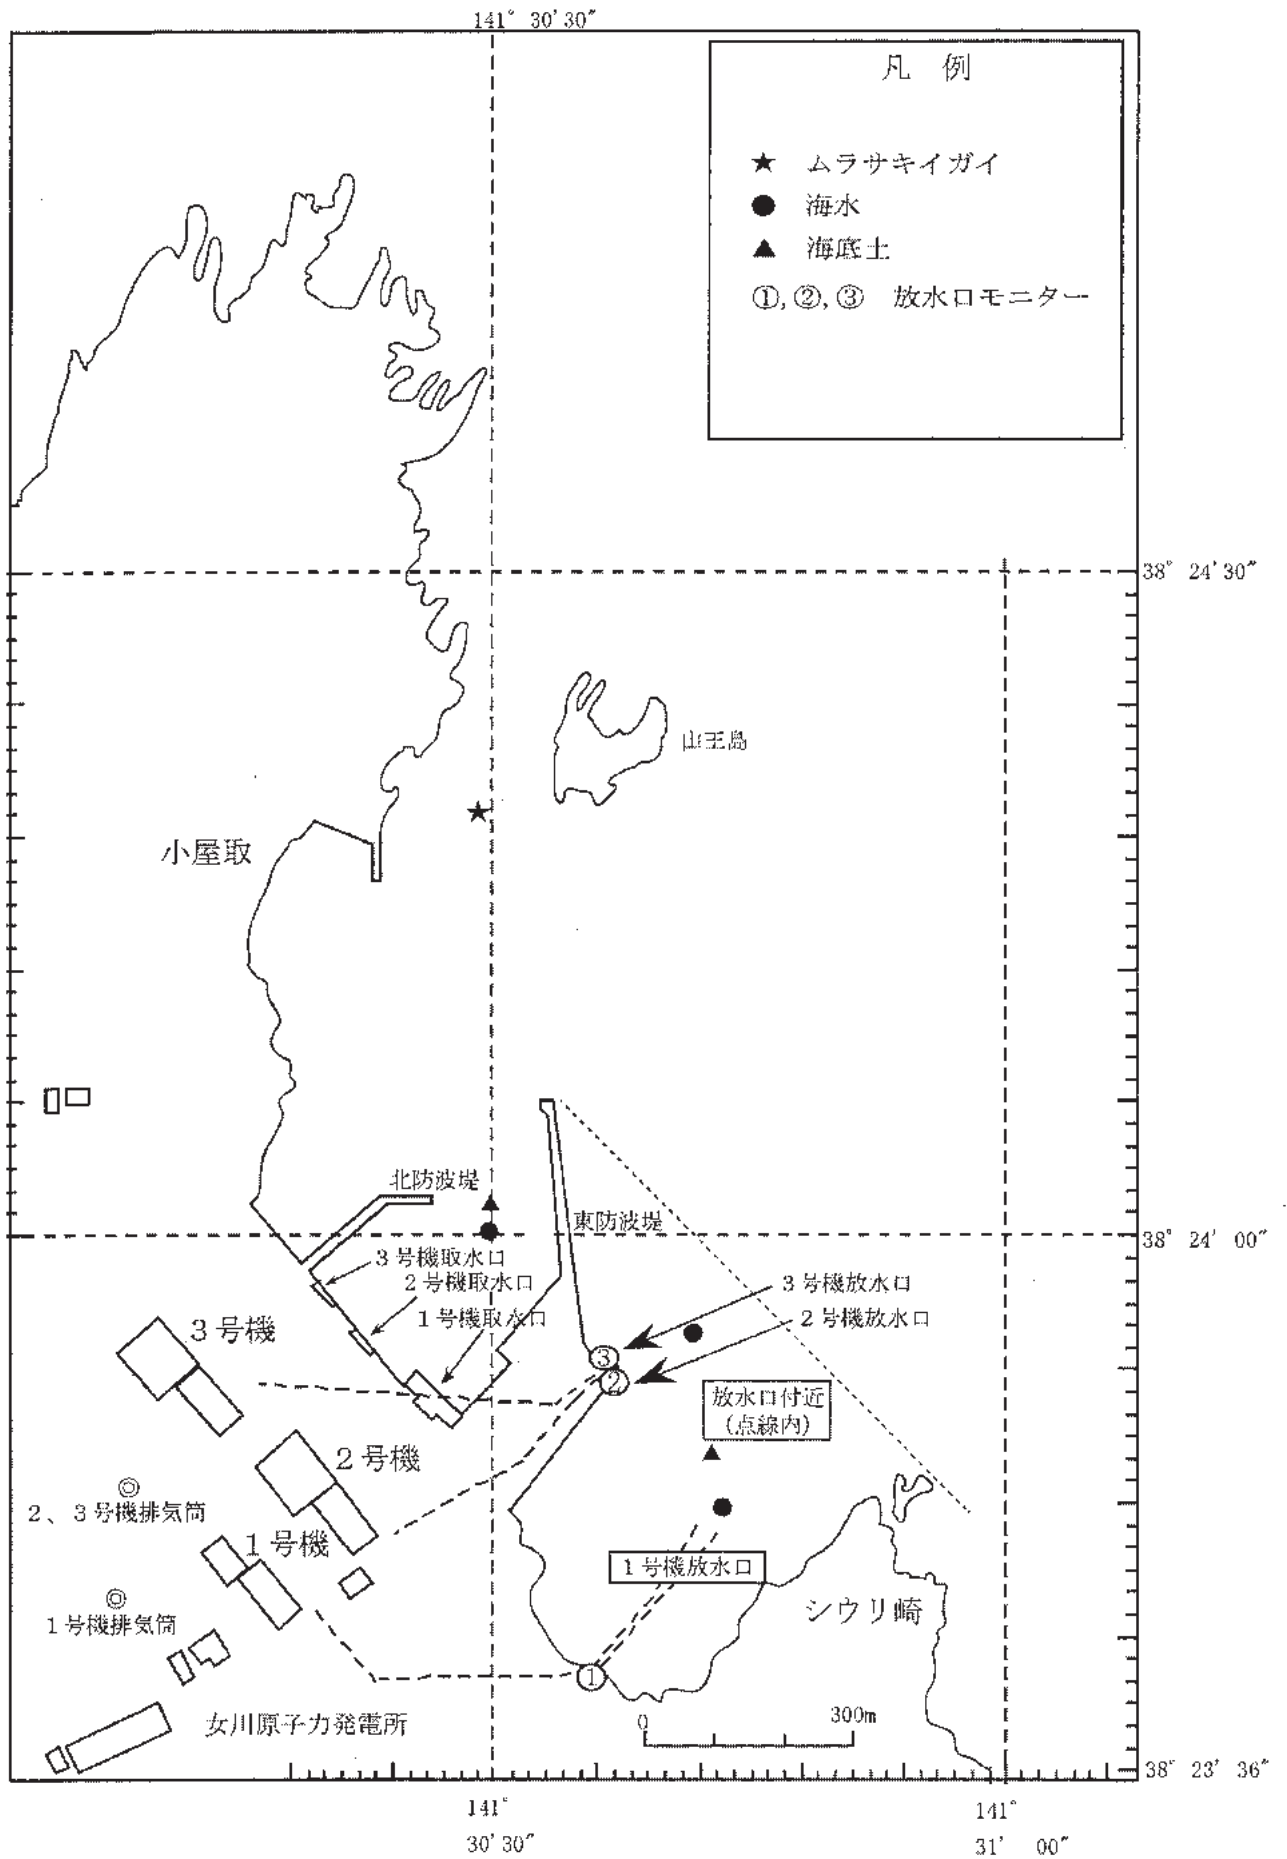 141° 30′30″
凡 例
★ ムラサキイガイ
● 海水
▲ 海底土
①,②,③ 放水口モニター
38° 24′30″
山王島
小屋取
北防波堤
東防波堤
38° 24′00″
3号機取水口
2号機取水口
1号機取水口
3号機放水口
2号機放水口
3号機
③
②
放水口付近
(点線内)
2号機
2、3号機排気筒
1号機
1号機放水口
1号機排気筒
シウリ崎
①
女川原子力発電所
0 300m
38° 23′36″
141°
30′30″
141°
31′ 00″